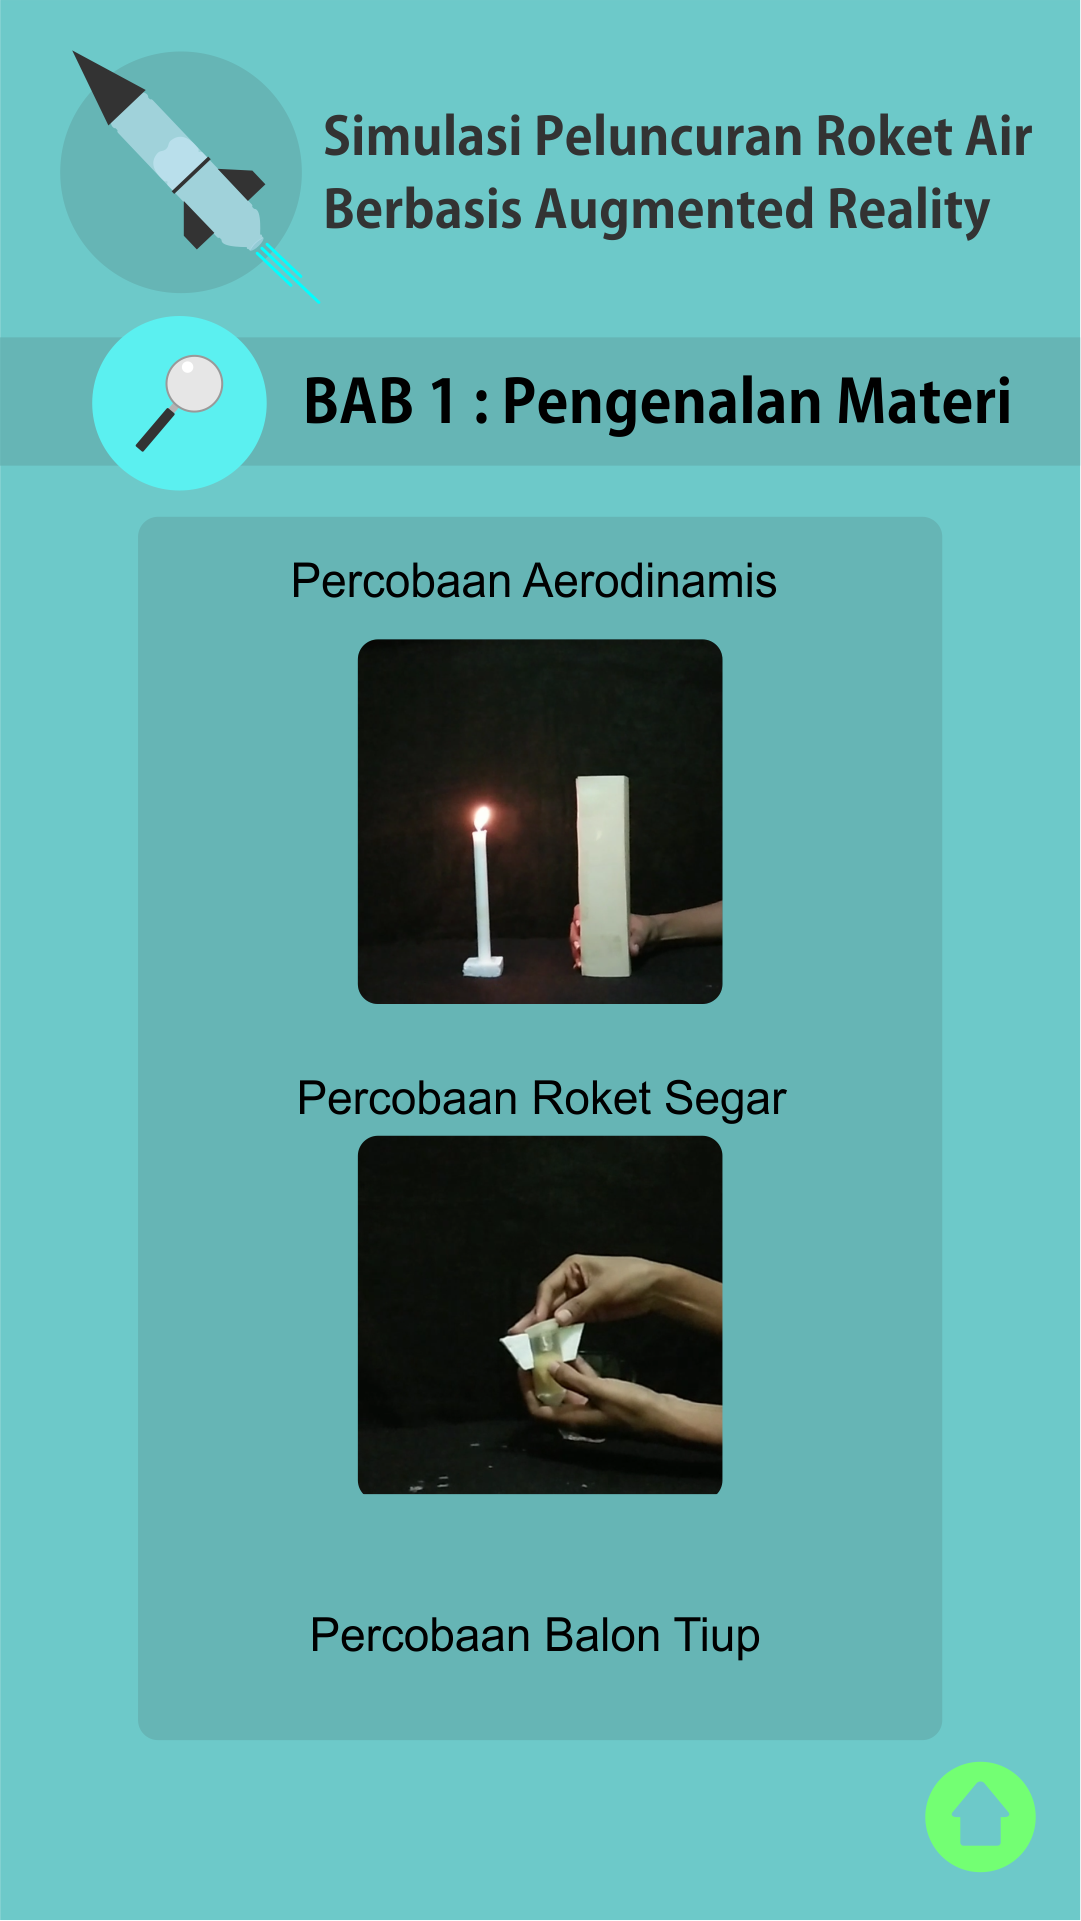 Simulasi Peluncuran Roket Air
Berbasis Augmented Reality
BAB 1 : Pengenalan Materi
Percobaan Aerodinamis
Percobaan Roket Segar
Percobaan Balon Tiup